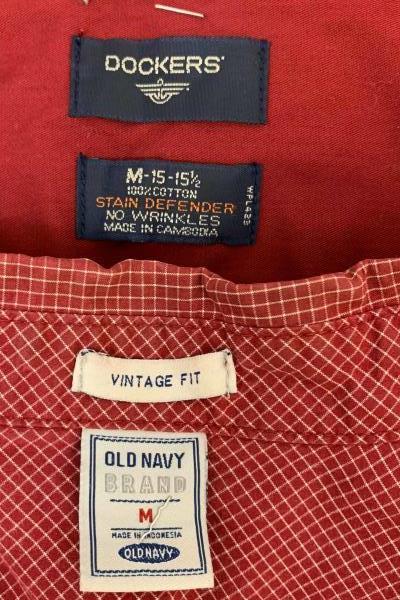 DOCKERS®
M-15-15½
100% COTTON
STAIN DEFENDER
NO WRINKLES
MADE IN CAMBODIA
WPL423
VINTAGE FIT
OLD NAVY
BRAND
M
MADE IN INDONESIA
OLD NAVY